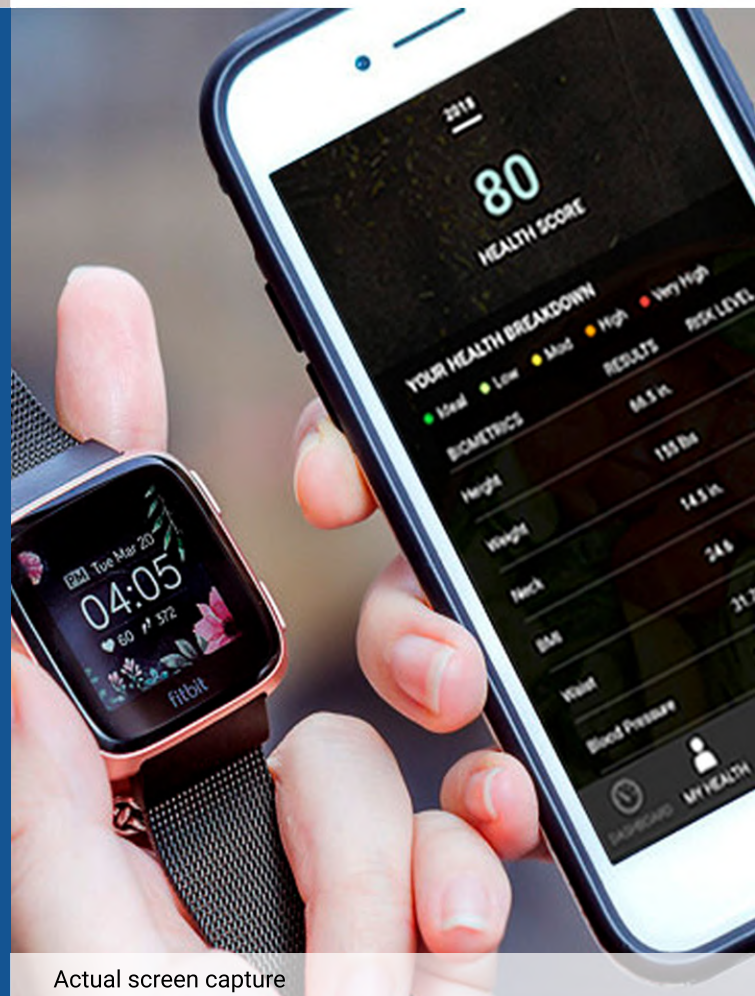 PM Tue Mar 20
04:05
60 372
fitbit
2018
80
HEALTH SCORE
YOUR HEALTH BREAKDOWN
Ideal Low Mod High Very High
BIOMETRICS RESULTS RISK LEVEL
Height 66.5 in.
Weight 155 lbs
Neck 14.5 in.
BMI 24.6
Waist
Blood Pressure
DASHBOARD MY HEALTH
Actual screen capture